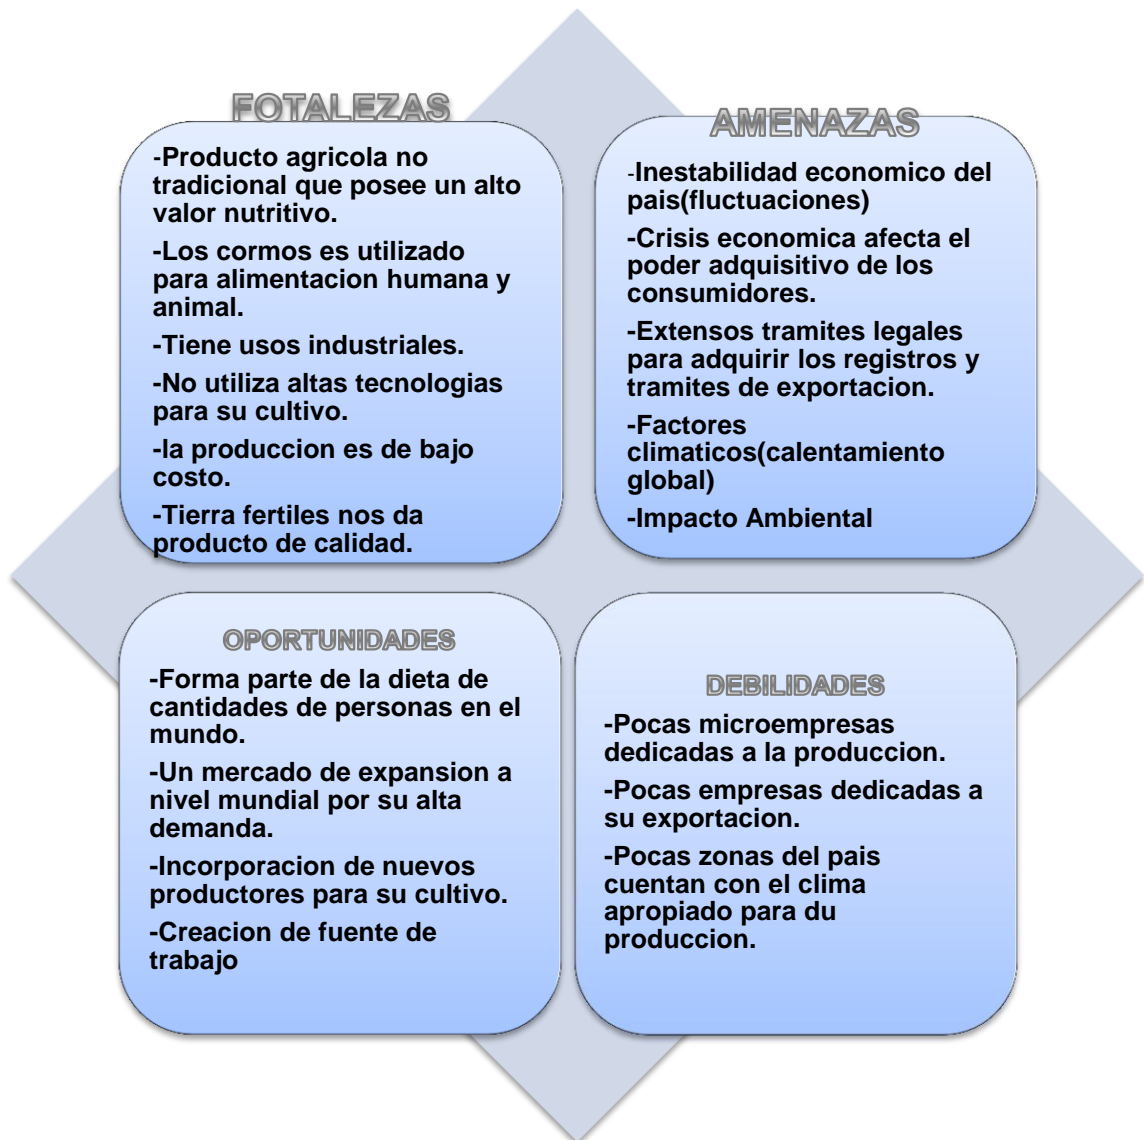 FOTALEZAS
-Producto agricola no
tradicional que posee un alto
valor nutritivo.
-Los cormos es utilizado
para alimentacion humana y
animal.
-Tiene usos industriales.
-No utiliza altas tecnologias
para su cultivo.
-la produccion es de bajo
costo.
-Tierra fertiles nos da
producto de calidad.
AMENAZAS
-Inestabilidad economico del
pais(fluctuaciones)
-Crisis economica afecta el
poder adquisitivo de los
consumidores.
-Extensos tramites legales
para adquirir los registros y
tramites de exportacion.
-Factores
climaticos(calentamiento
global)
-Impacto Ambiental
OPORTUNIDADES
-Forma parte de la dieta de
cantidades de personas en el
mundo.
-Un mercado de expansion a
nivel mundial por su alta
demanda.
-Incorporacion de nuevos
productores para su cultivo.
-Creacion de fuente de
trabajo
DEBILIDADES
-Pocas microempresas
dedicadas a la produccion.
-Pocas empresas dedicadas a
su exportacion.
-Pocas zonas del pais
cuentan con el clima
apropiado para du
produccion.